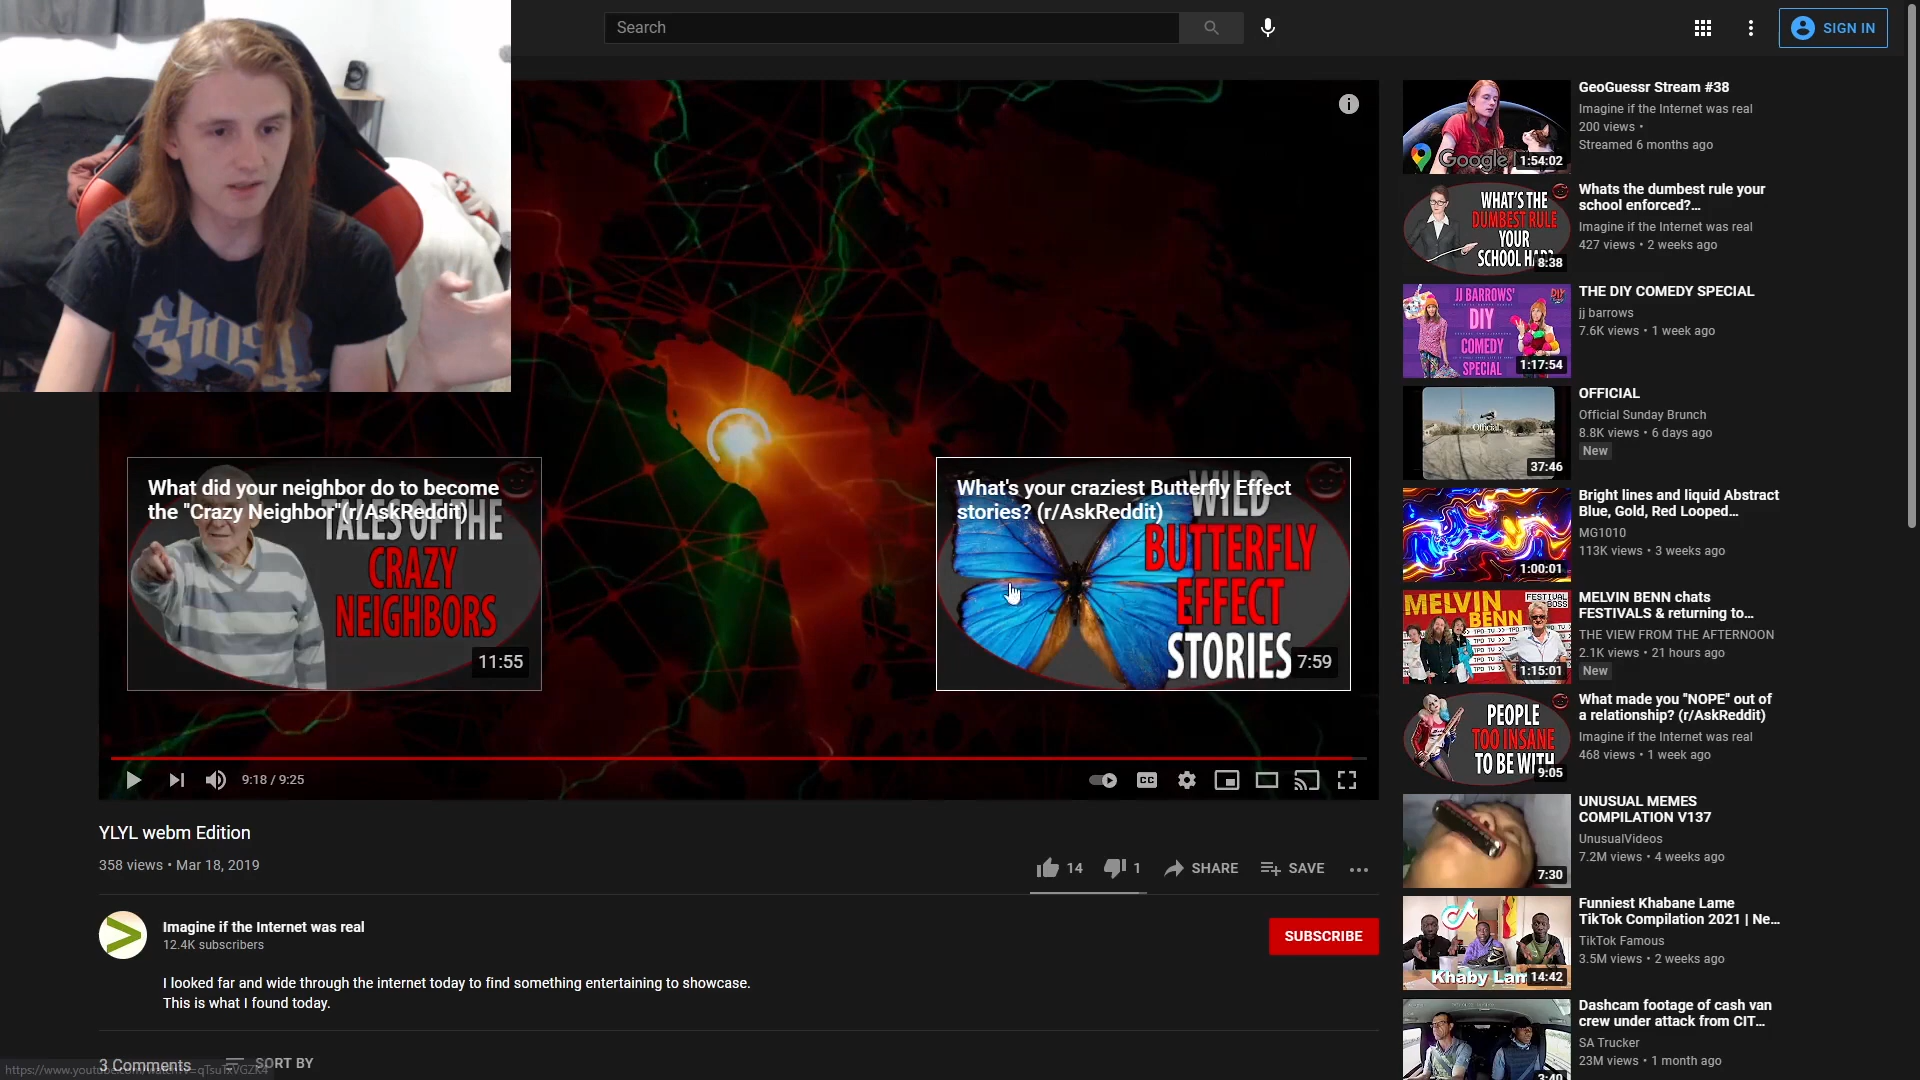 Search
SIGN IN
ghost
What did your neighbor do to become
the "Crazy Neighbor"(r/AskReddit)
TALES OF THE
CRAZY
NEIGHBORS
11:55
What's your craziest Butterfly Effect
stories? (r/AskReddit)
WILD
BUTTERFLY
EFFECT
STORIES
7:59
9:18 / 9:25
CC
YLYL webm Edition
358 views • Mar 18, 2019
14
1
SHARE
SAVE
Imagine if the Internet was real
12.4K subscribers
SUBSCRIBE
I looked far and wide through the internet today to find something entertaining to showcase.
This is what I found today.
3 Comments
SORT BY
Google
1:54:02
GeoGuessr Stream #38
Imagine if the Internet was real
200 views •
Streamed 6 months ago
WHAT'S THE
DUMBEST RULE
YOUR
8:38
Whats the dumbest rule your
school enforced?...
Imagine if the Internet was real
427 views • 2 weeks ago
JJ BARROWS'
DIY
COMEDY
SPECIAL
1:17:54
THE DIY COMEDY SPECIAL
jj barrows
7.6K views • 1 week ago
Official.
37:46
OFFICIAL
Official Sunday Brunch
8.8K views • 6 days ago
New
1:00:01
Bright lines and liquid Abstract
Blue, Gold, Red Looped...
MG1010
113K views • 3 weeks ago
MELVIN
BENN
FESTIVAL
BOSS
1:15:01
MELVIN BENN chats
FESTIVALS & returning to...
THE VIEW FROM THE AFTERNOON
2.1K views • 21 hours ago
New
PEOPLE
TOO INSANE
TO BE WITH
9:05
What made you "NOPE" out of
a relationship? (r/AskReddit)
Imagine if the Internet was real
468 views • 1 week ago
7:30
UNUSUAL MEMES
COMPILATION V137
UnusualVideos
7.2M views • 4 weeks ago
Khaby Lam
14:42
Funniest Khabane Lame
TikTok Compilation 2021 | Ne...
TikTok Famous
3.5M views • 2 weeks ago
3:40
Dashcam footage of cash van
crew under attack from CIT...
SA Trucker
23M views • 1 month ago